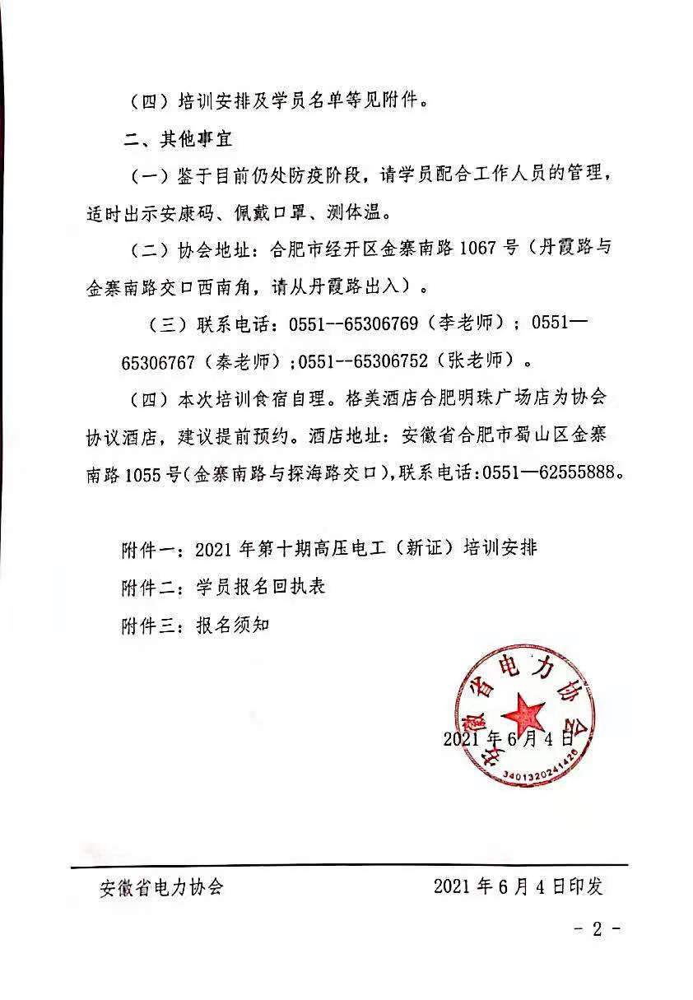 （四）培训安排及学员名单等见附件。
二、其他事宜
（一）鉴于目前仍处防疫阶段，请学员配合工作人员的管理，
适时出示安康码、佩戴口罩、测体温。
（二）协会地址：合肥市经开区金寨南路 1067 号（丹霞路与
金寨南路交口西南角，请从丹霞路出入）。
（三）联系电话：0551--65306769（李老师）；0551—
65306767（秦老师）;0551--65306752（张老师）。
（四）本次培训食宿自理。格美酒店合肥明珠广场店为协会
协议酒店，建议提前预约。酒店地址：安徽省合肥市蜀山区金寨
南路 1055 号(金寨南路与探海路交口),联系电话:0551—62555888。
附件一：2021 年第十期高压电工（新证）培训安排
附件二：学员报名回执表
附件三：报名须知
安徽省电力协会
2021 年 6 月 4 日
3401320241426
安徽省电力协会 2021 年 6 月 4 日印发
- 2 -